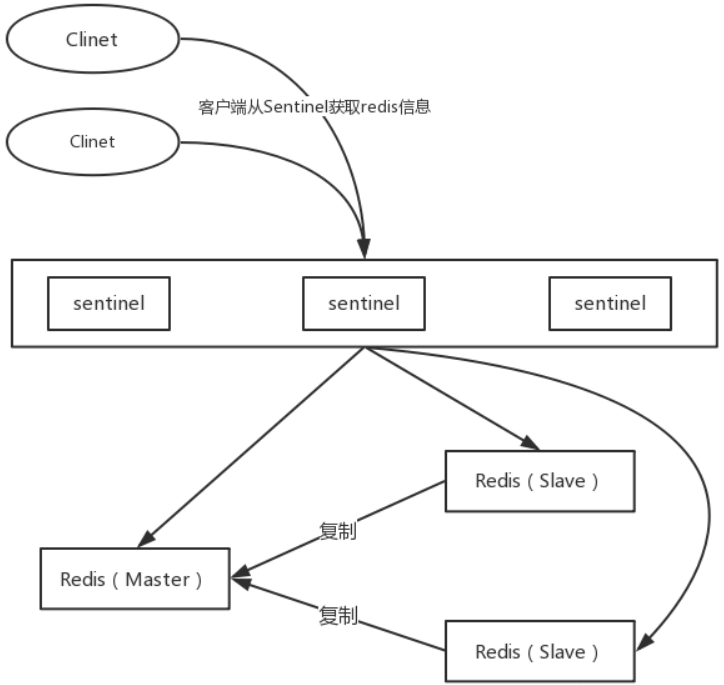 Clinet
客户端从Sentinel获取redis信息
Clinet
sentinel
sentinel
sentinel
Redis（Slave）
复制
Redis（Master）
复制
Redis（Slave）